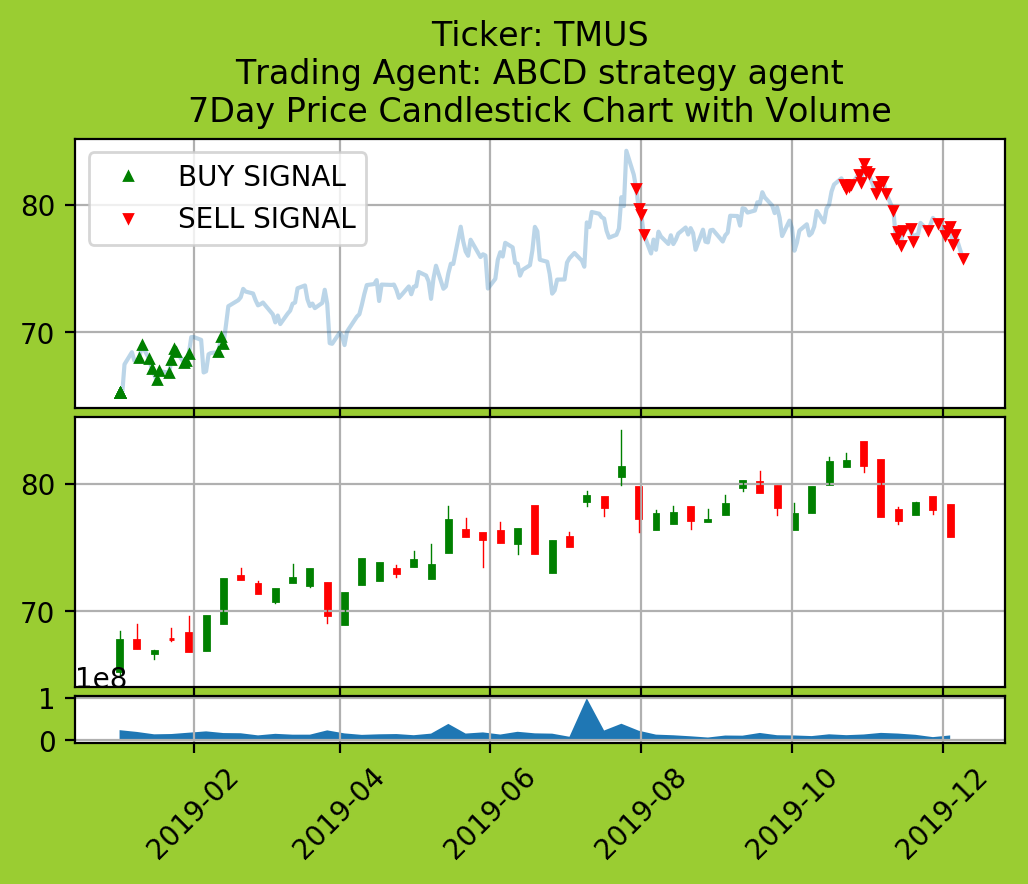 Ticker: TMUS
Trading Agent: ABCD strategy agent
7Day Price Candlestick Chart with Volume
BUY SIGNAL
SELL SIGNAL
80
70
80
70
1e8
1
0
2019-02
2019-04
2019-06
2019-08
2019-10
2019-12